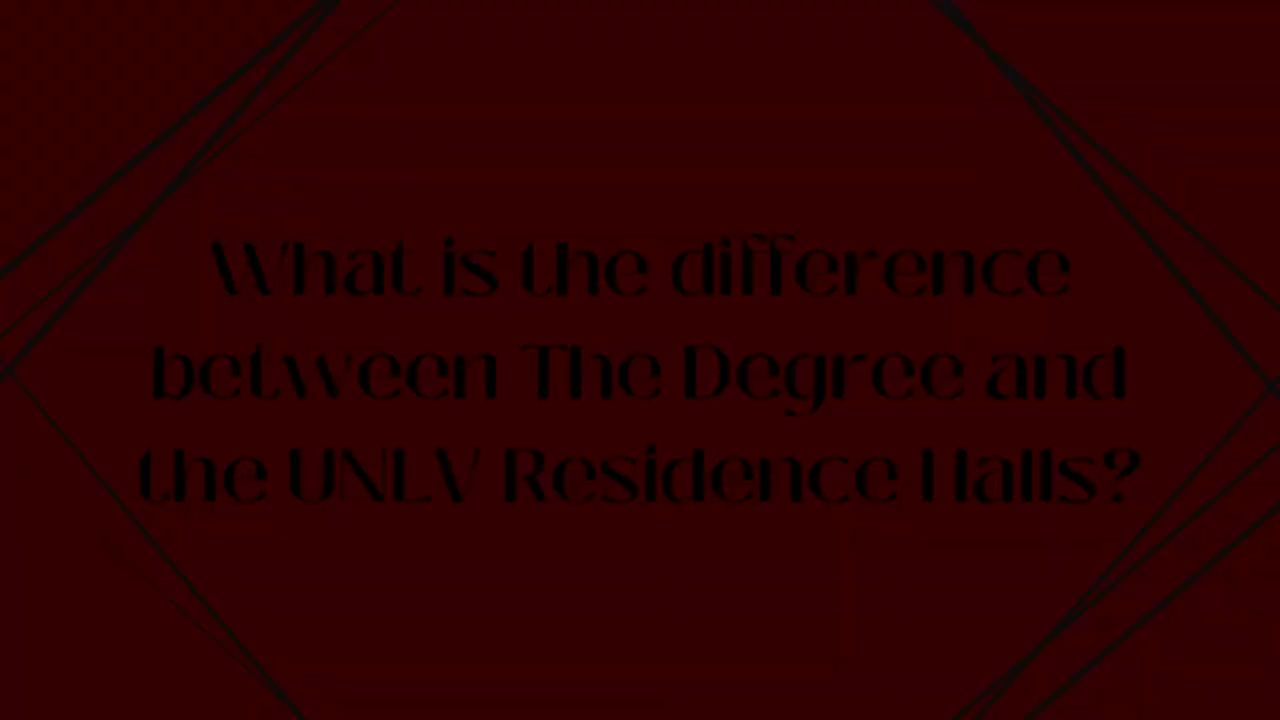 What is the difference
between The Degree and
the UNLV Residence Halls?